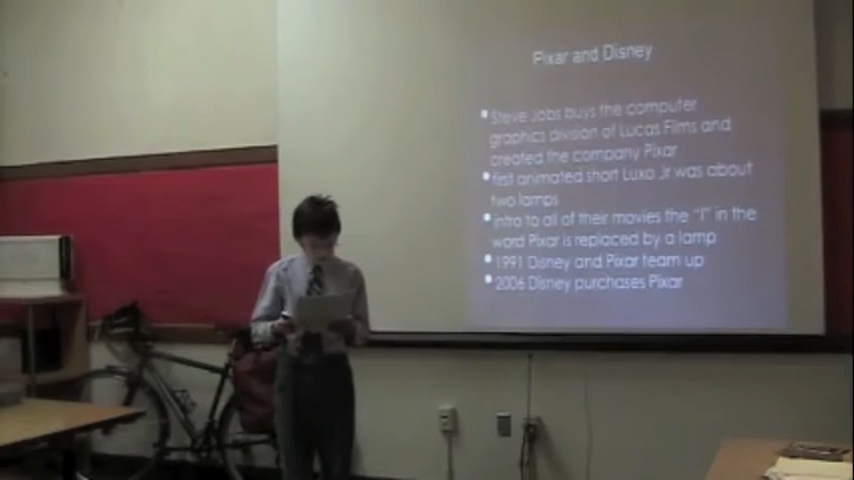 Pixar and Disney
Steve Jobs buys the computer
graphics division of Lucas Films and
created the company Pixar
first animated short Luxo Jr was about
two lamps
intro to all of their movies the "I" in the
word Pixar is replaced by a lamp
1991 Disney and Pixar team up
2006 Disney purchases Pixar